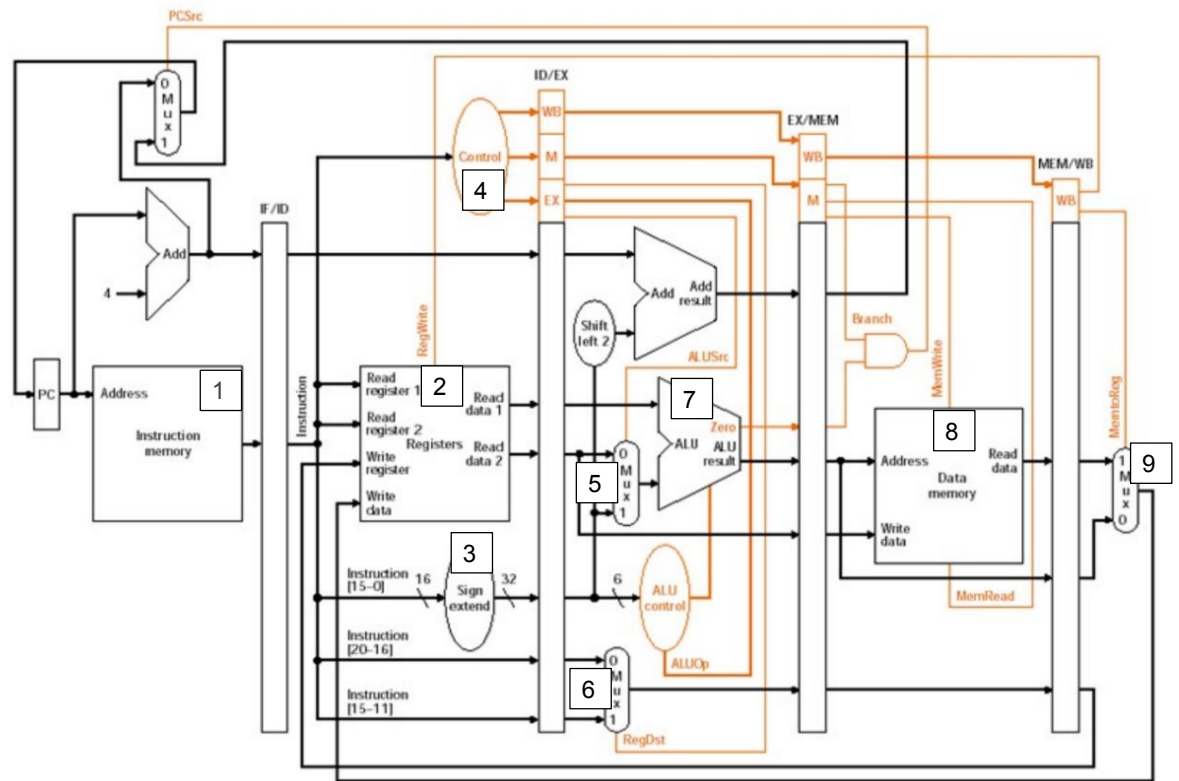 PCSrc
0
M
u
x
1
ID/EX
WB
M
EX
Control
4
EX/MEM
WB
M
MEM/WB
WB
IF/ID
Add
4
Add
Add
result
Shift
left 2
Branch
RegWrite
ALUSrc
MemWrite
MemtoReg
PC
Address
1
Instruction
memory
Instruction
Read
register 1
2
Read
data 1
Read
register 2
Registers
Read
data 2
Write
register
Write
data
7
Zero
ALU
ALU
result
0
M
u
x
1
5
8
Address
Read
data
Data
memory
Write
data
MemRead
1
M
u
x
0
9
3
Instruction
[15–0]
16
Sign
extend
32
6
ALU
control
ALUOp
Instruction
[20–16]
Instruction
[15–11]
0
M
u
x
1
6
RegDst